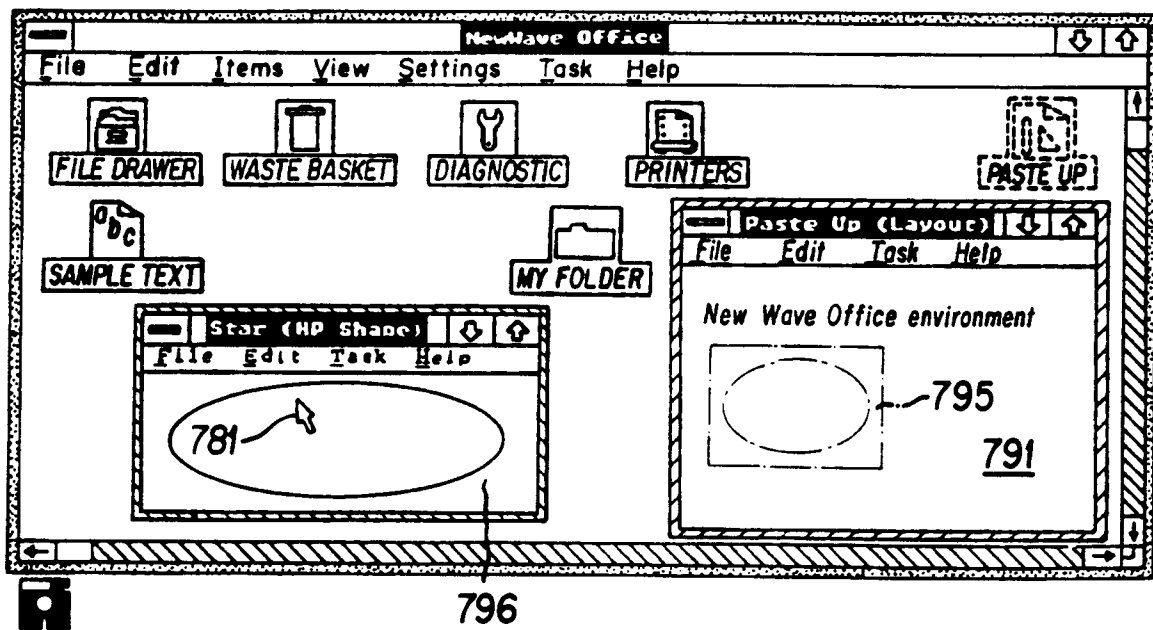 NewWave Office
File Edit Items View Settings Task Help
FILE DRAWER WASTE BASKET DIAGNOSTIC PRINTERS PASTE UP
abc
SAMPLE TEXT MY FOLDER
Paste Up (Layout)
File Edit Task Help
New Wave Office environment
Star (HP Shape)
File Edit Task Help
781
795
791
796